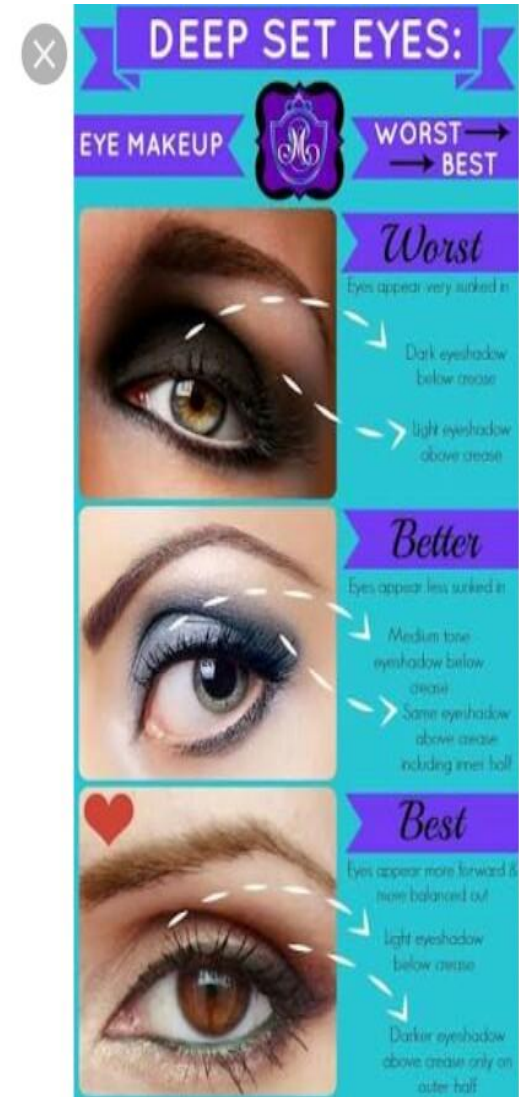 DEEP SET EYES:
EYE MAKEUP
M
WORST→
→BEST
Worst
Eyes appear very sunked in
Dark eyeshadow
below crease
Light eyeshadow
above crease
Better
Eyes appear less sunked in
Medium tone
eyeshadow below
crease
Same eyeshadow
above crease
including inner half
Best
Eyes appear more forward &
more balanced out
Light eyeshadow
below crease
Darker eyeshadow
above crease only on
outer half